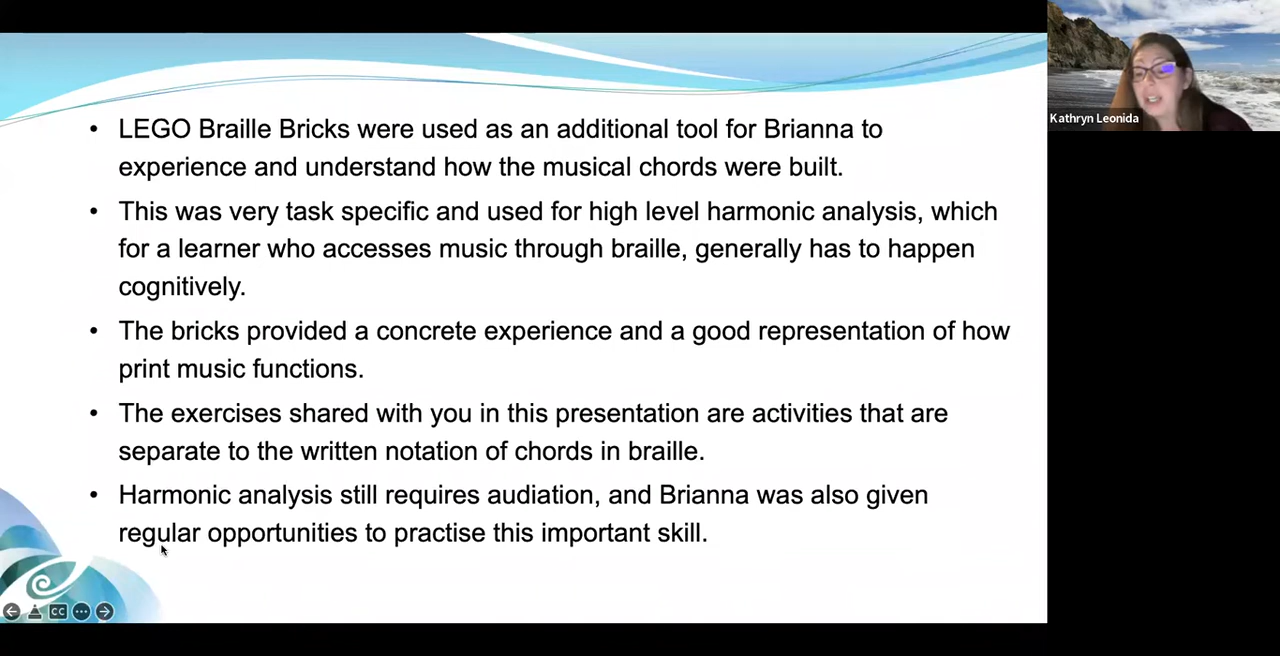 • LEGO Braille Bricks were used as an additional tool for Brianna to
experience and understand how the musical chords were built.
• This was very task specific and used for high level harmonic analysis, which
for a learner who accesses music through braille, generally has to happen
cognitively.
• The bricks provided a concrete experience and a good representation of how
print music functions.
• The exercises shared with you in this presentation are activities that are
separate to the written notation of chords in braille.
• Harmonic analysis still requires audiation, and Brianna was also given
regular opportunities to practise this important skill.
Kathryn Leonida
CC